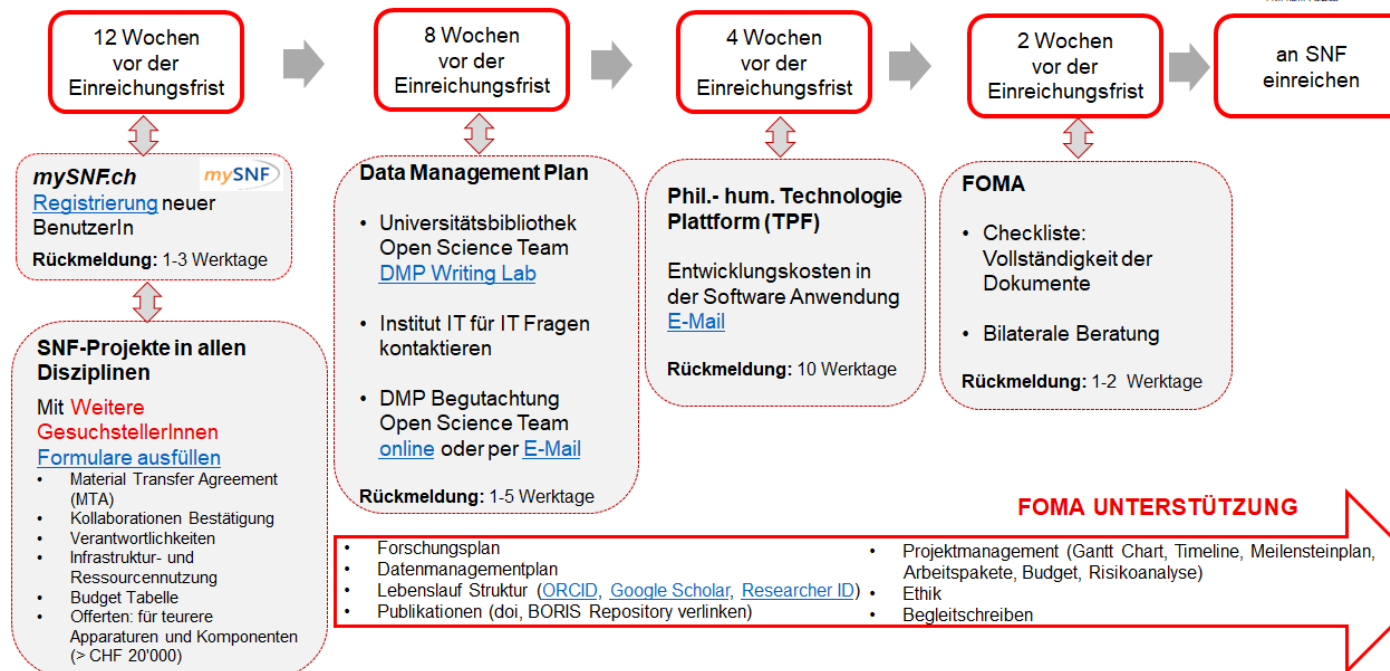 12 Wochen
vor der
Einreichungsfrist
8 Wochen
vor der
Einreichungsfrist
4 Wochen
vor der
Einreichungsfrist
2 Wochen
vor der
Einreichungsfrist
an SNF
einreichen
mySNF.ch
mySNF
Registrierung neuer
BenutzerIn
Rückmeldung: 1-3 Werktage
SNF-Projekte in allen
Disziplinen
Mit Weitere
GesuchstellerInnen
Formulare ausfüllen
• Material Transfer Agreement
(MTA)
• Kollaborationen Bestätigung
• Verantwortlichkeiten
• Infrastruktur- und
Ressourcennutzung
• Budget Tabelle
• Offerten: für teurere
Apparaturen und Komponenten
(> CHF 20'000)
Data Management Plan
• Universitätsbibliothek
Open Science Team
DMP Writing Lab
• Institut IT für IT Fragen
kontaktieren
• DMP Begutachtung
Open Science Team
online oder per E-Mail
Rückmeldung: 1-5 Werktage
Phil.- hum. Technologie
Plattform (TPF)
Entwicklungskosten in
der Software Anwendung
E-Mail
Rückmeldung: 10 Werktage
FOMA
• Checkliste:
Vollständigkeit der
Dokumente
• Bilaterale Beratung
Rückmeldung: 1-2 Werktage
FOMA UNTERSTÜTZUNG
• Forschungsplan
• Datenmanagementplan
• Lebenslauf Struktur (ORCID, Google Scholar, Researcher ID)
• Publikationen (doi, BORIS Repository verlinken)
• Projektmanagement (Gantt Chart, Timeline, Meilensteinplan,
Arbeitspakete, Budget, Risikoanalyse)
• Ethik
• Begleitschreiben